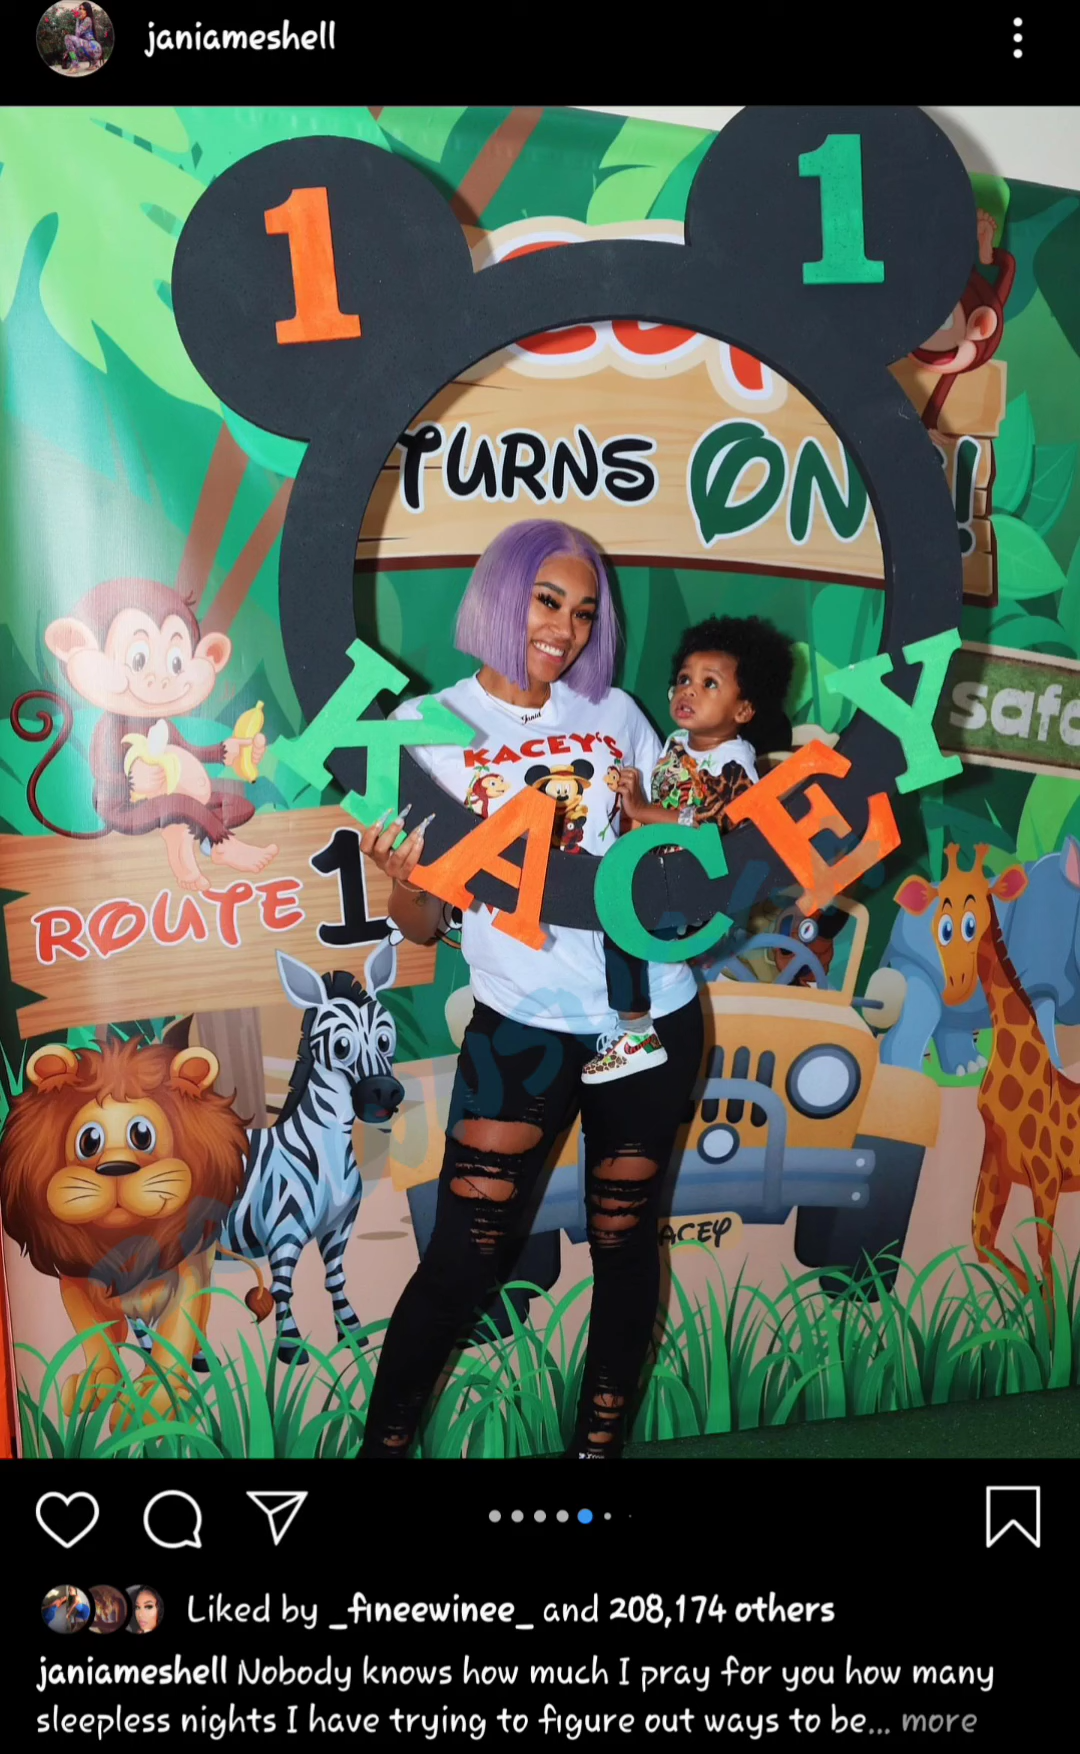 janiameshell
1 1
TURNS ON
!
safa
Janid
KACEY'S
KACEY
ROUTE 1
ACEY
Liked by _fineewinee_ and 208,174 others
janiameshell Nobody knows how much I pray for you how many
sleepless nights I have trying to figure out ways to be... more